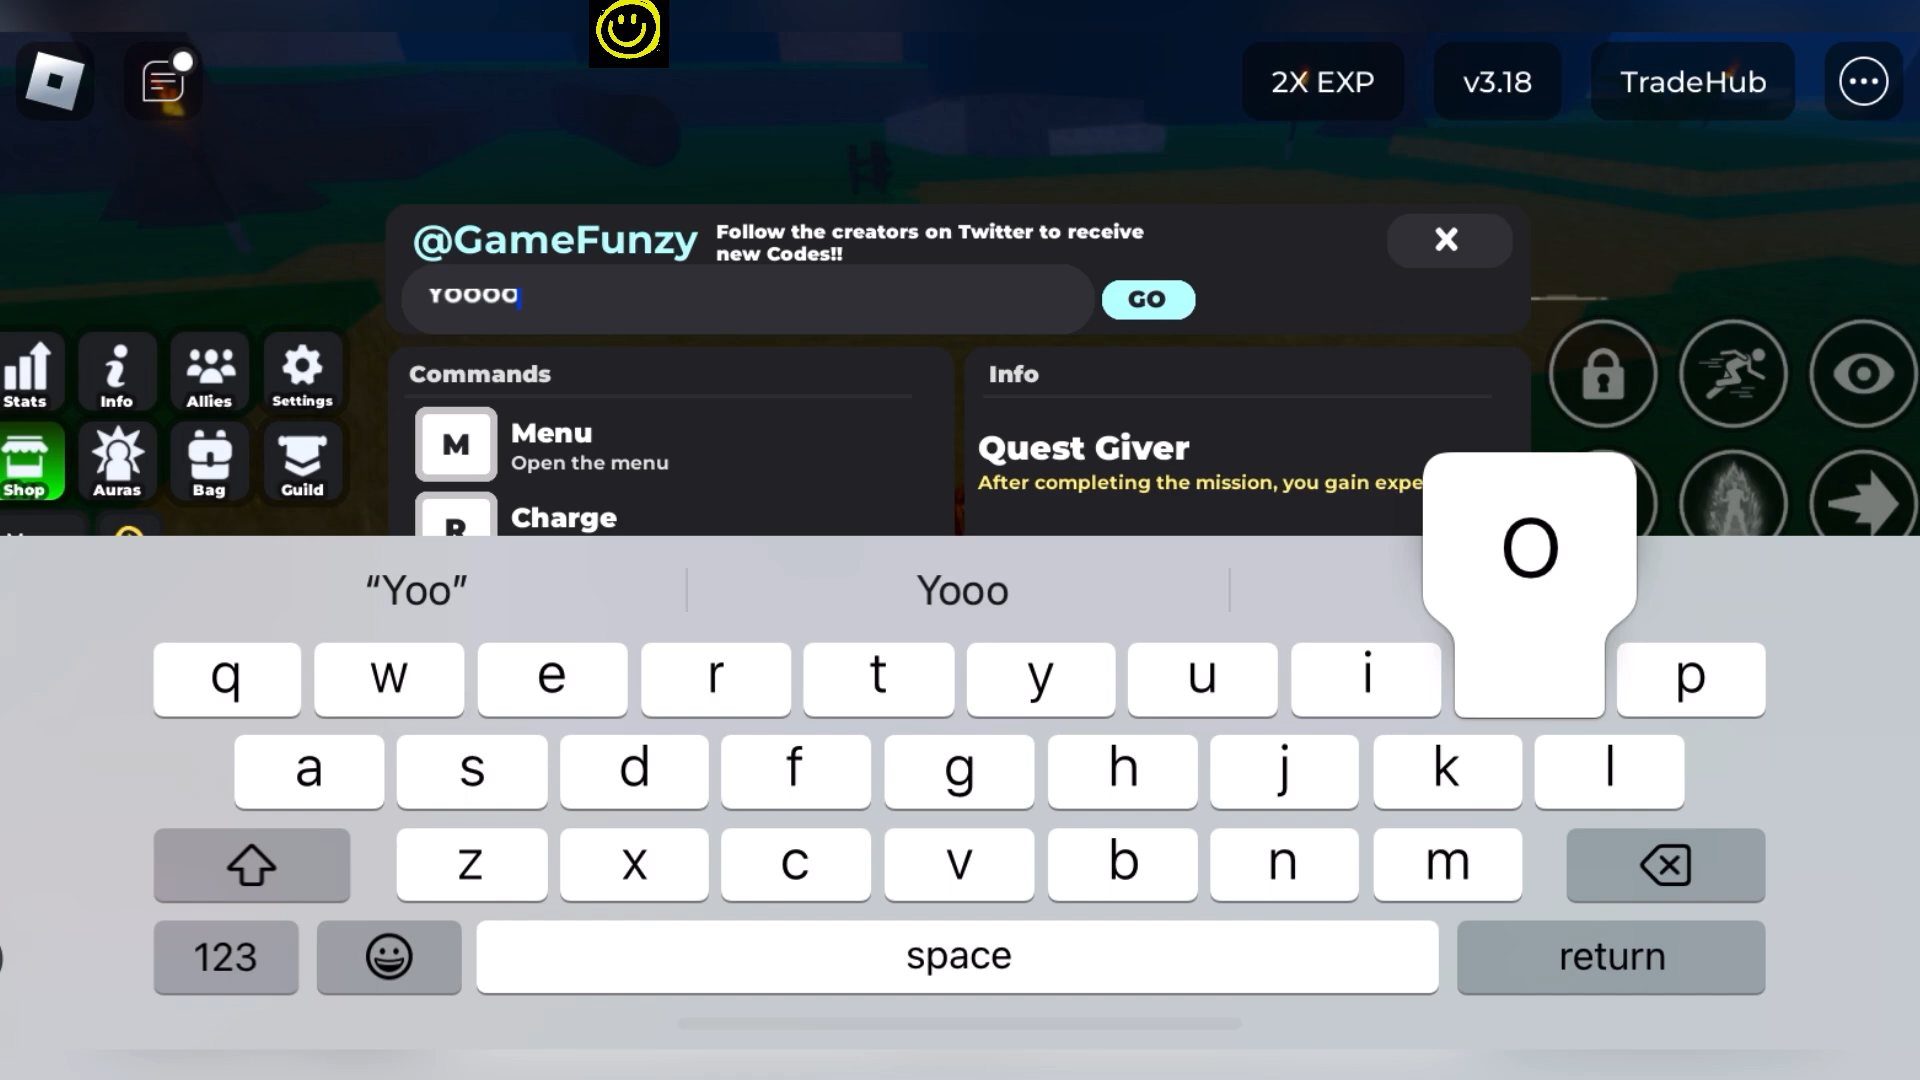 2X EXP
v3.18
TradeHub
@GameFunzy
Follow the creators on Twitter to receive
new Codes!!
X
YOOOO
GO
Stats
Info
Allies
Settings
Shop
Auras
Bag
Guild
Commands
M
Menu
Open the menu
R
Charge
Info
Quest Giver
After completing the mission, you gain expe
“Yoo”
Yooo
O
q w e r t y u i p
a s d f g h j k l
z x c v b n m
123
space
return